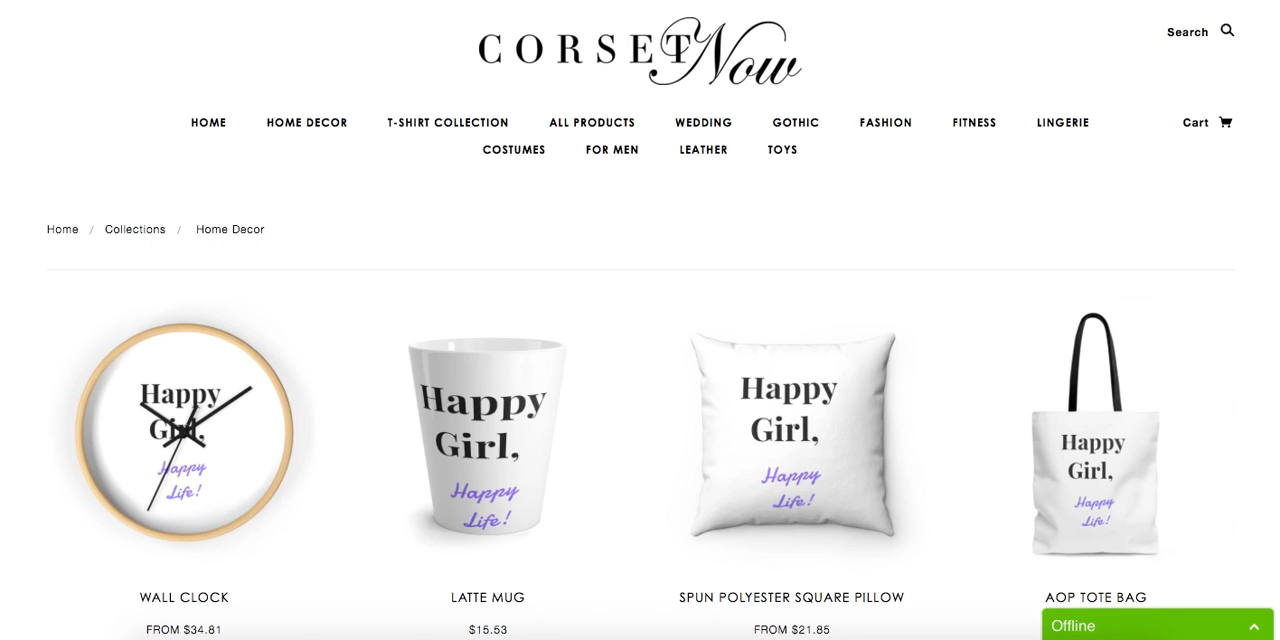 CORSET Now
Search
HOME HOME DECOR T-SHIRT COLLECTION ALL PRODUCTS WEDDING GOTHIC FASHION FITNESS LINGERIE
Cart
COSTUMES FOR MEN LEATHER TOYS
Home / Collections / Home Decor
Happy
Girl,
Happy
Life!
Happy
Girl,
Happy
Life!
Happy
Girl,
Happy
Life!
Happy
Girl,
Happy
Life!
WALL CLOCK
FROM $34.81
LATTE MUG
$15.53
SPUN POLYESTER SQUARE PILLOW
FROM $21.85
AOP TOTE BAG
Offline